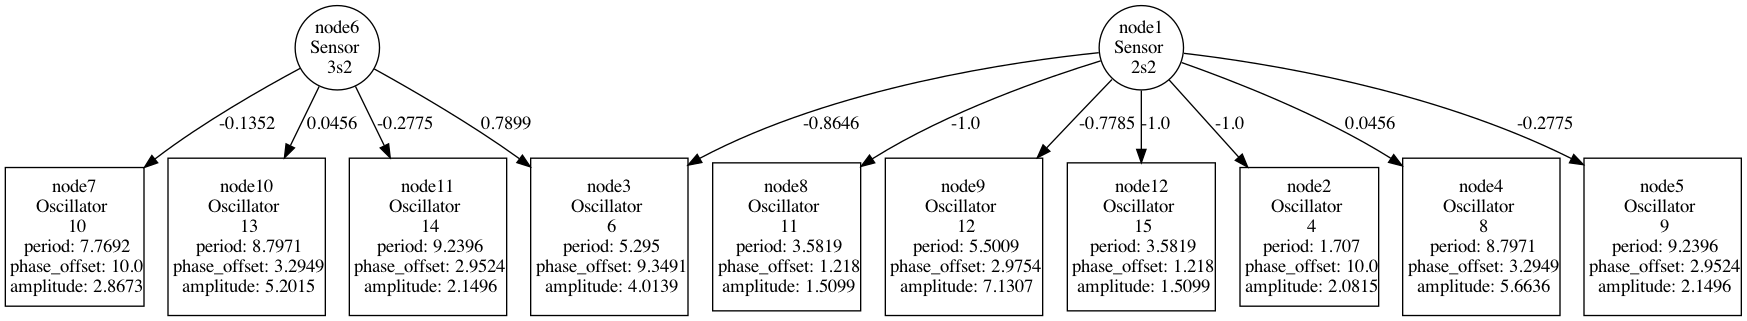 node6
Sensor
3s2
node1
Sensor
2s2
-0.1352
0.0456
-0.2775
0.7899
-0.8646
-1.0
-0.7785
-1.0
-1.0
0.0456
-0.2775
node7
Oscillator
10
period: 7.7692
phase_offset: 10.0
amplitude: 2.8673
node10
Oscillator
13
period: 8.7971
phase_offset: 3.2949
amplitude: 5.2015
node11
Oscillator
14
period: 9.2396
phase_offset: 2.9524
amplitude: 2.1496
node3
Oscillator
6
period: 5.295
phase_offset: 9.3491
amplitude: 4.0139
node8
Oscillator
11
period: 3.5819
phase_offset: 1.218
amplitude: 1.5099
node9
Oscillator
12
period: 5.5009
phase_offset: 2.9754
amplitude: 7.1307
node12
Oscillator
15
period: 3.5819
phase_offset: 1.218
amplitude: 1.5099
node2
Oscillator
4
period: 1.707
phase_offset: 10.0
amplitude: 2.0815
node4
Oscillator
8
period: 8.7971
phase_offset: 3.2949
amplitude: 5.6636
node5
Oscillator
9
period: 9.2396
phase_offset: 2.9524
amplitude: 2.1496